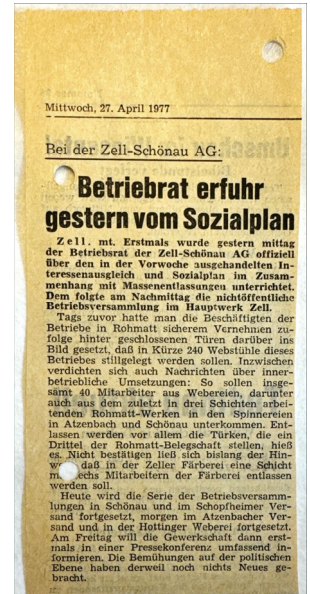 Mittwoch, 27. April 1977
Bei der Zell-Schönau AG:
Betriebrat erfuhr
gestern vom Sozialplan
Zell. mt. Erstmals wurde gestern mittag
der Betriebsrat der Zell-Schönau AG offiziell
über den in der Vorwoche ausgehandelten In-
teressenausgleich und Sozialplan im Zusam-
menhang mit Massenentlassungen unterrichtet.
Dem folgte am Nachmittag die nichtöffentliche
Betriebsversammlung im Hauptwerk Zell.
Tags zuvor hatte man die Beschäftigten der
Betriebe in Rohmatt sicherem Vernehmen zu-
folge hinter geschlossenen Türen darüber ins
Bild gesetzt, daß in Kürze 240 Webstühle dieses
Betriebes stillgelegt werden sollen. Inzwischen
verdichten sich auch Nachrichten über inner-
betriebliche Umsetzungen: So sollen insge-
samt 40 Mitarbeiter aus Webereien, darunter
auch aus dem zuletzt in drei Schichten arbei-
tenden Rohmatt-Werken in den Spinnereien
in Atzenbach und Schönau unterkommen. Ent-
lassen werden vor allem die Türken, die ein
Drittel der Rohmatt-Belegschaft stellen, hieß
es. Nicht bestätigen ließ sich bislang der Hin-
daß in der Zeller Färberei eine Schicht
Mitarbeitern der Färberei entlassen
werden soll.
Heute wird die Serie der Betriebsversamm-
lungen in Schönau und im Schopfheimer Ver-
sand fortgesetzt, morgen im Atzenbacher Ver-
sand und in der Hottinger Weberei fortgesetzt.
Am Freitag will die Gewerkschaft dann erst-
mals in einer Pressekonferenz umfassend in-
formieren. Die Bemühungen auf der politischen
Ebene haben derweil noch nichts Neues ge-
bracht.